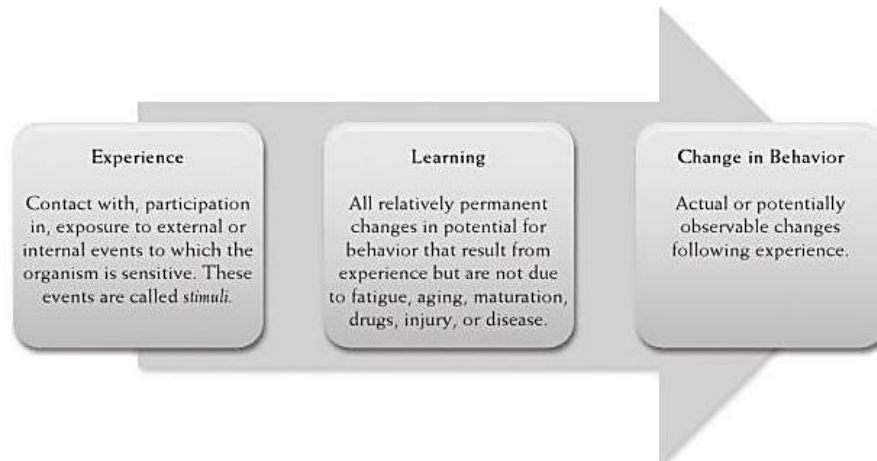 Experience
Contact with, participation
in, exposure to external or
internal events to which the
organism is sensitive. These
events are called stimuli.
Learning
All relatively permanent
changes in potential for
behavior that result from
experience but are not due
to fatigue, aging, maturation,
drugs, injury, or disease.
Change in Behavior
Actual or potentially
observable changes
following experience.